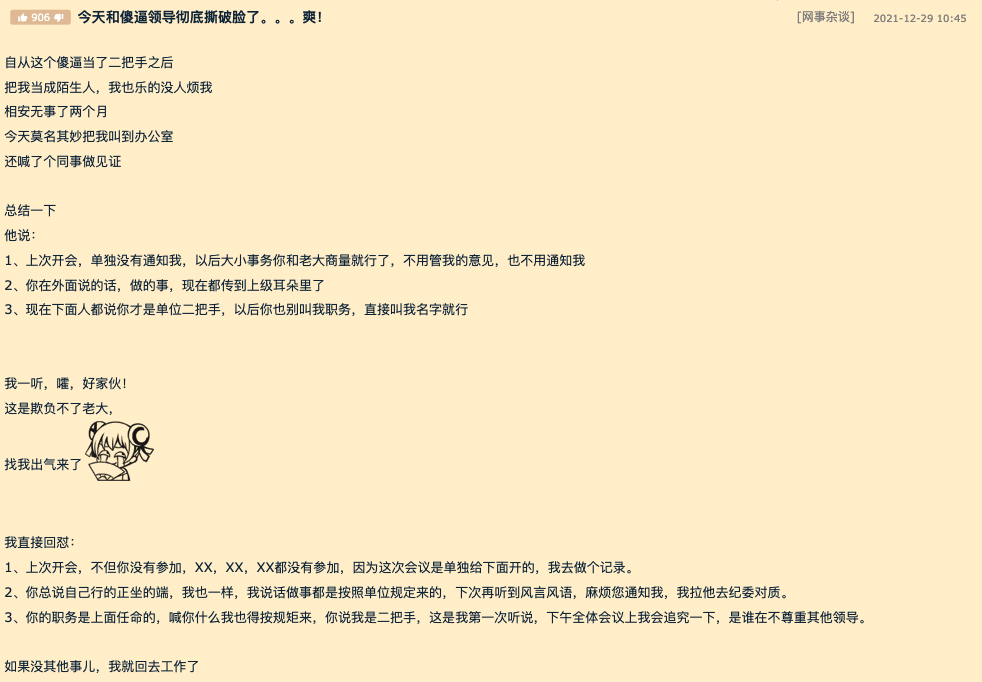 906 今天和傻逼领导彻底撕破脸了。。。爽！ [网事杂谈] 2021-12-29 10:45
自从这个傻逼当了二把手之后
把我当成陌生人，我也乐的没人烦我
相安无事了两个月
今天莫名其妙把我叫到办公室
还喊了个同事做见证
总结一下
他说：
1、上次开会，单独没有通知我，以后大小事务你和老大商量就行了，不用管我的意见，也不用通知我
2、你在外面说的话，做的事，现在都传到上级耳朵里了
3、现在下面人都说你才是单位二把手，以后你也别叫我职务，直接叫我名字就行
我一听，嚯，好家伙！
这是欺负不了老大，
找我出气来了
我直接回怼：
1、上次开会，不但你没有参加，XX，XX，XX都没有参加，因为这次会议是单独给下面开的，我去做个记录。
2、你总说自己行的正坐的端，我也一样，我说话做事都是按照单位规定来的，下次再听到风言风语，麻烦您通知我，我拉他去纪委对质。
3、你的职务是上面任命的，喊你什么我也得按规矩来，你说我是二把手，这是我第一次听说，下午全体会议上我会追究一下，是谁在不尊重其他领导。
如果没其他事儿，我就回去工作了